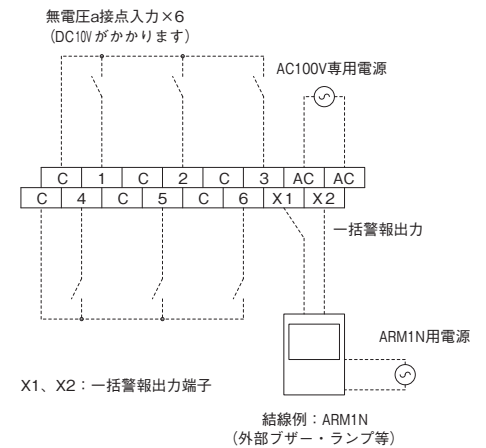 無電圧a接点入力×6
（DC10Vがかかります）
AC100V専用電源
C 1 C 2 C 3 AC AC
C 4 C 5 C 6 X1 X2
一括警報出力
ARM1N用電源
X1、X2：一括警報出力端子
結線例：ARM1N
（外部ブザー・ランプ等）